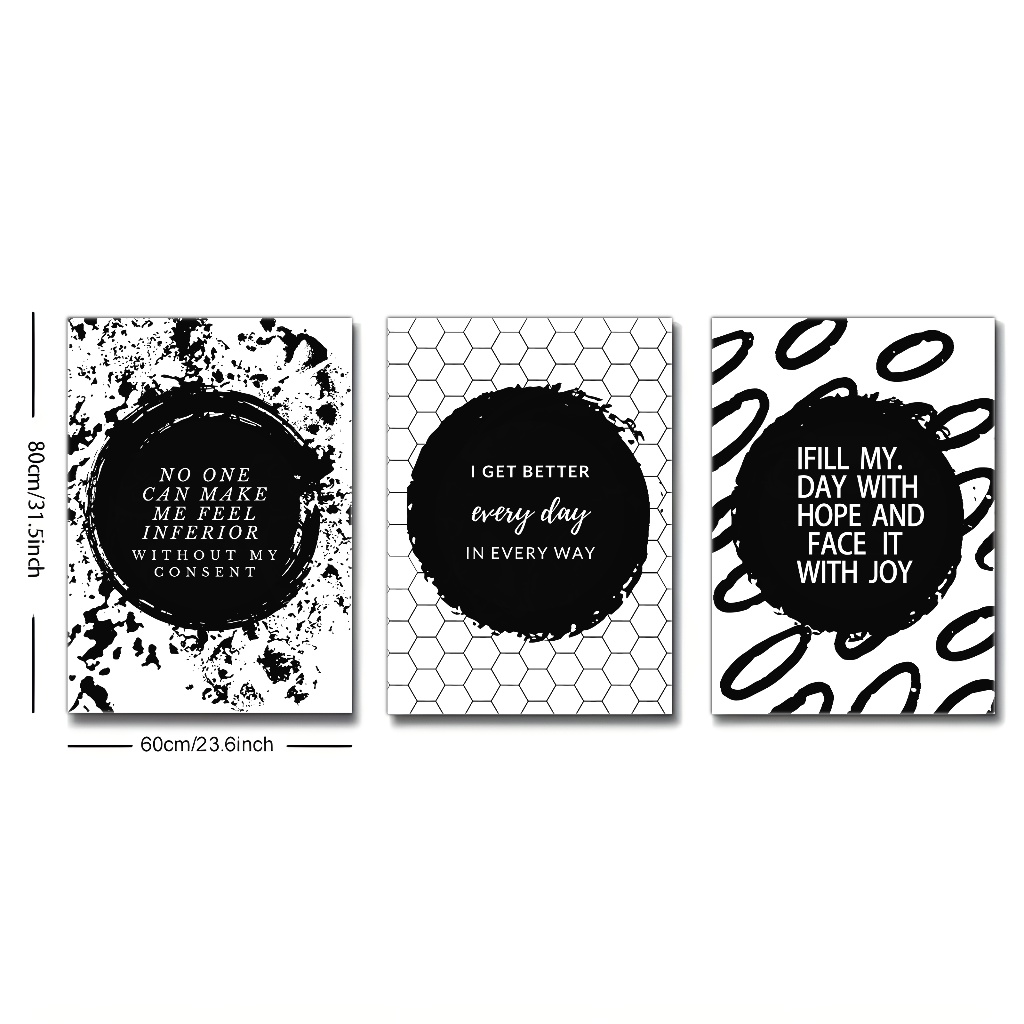 NO ONE
CAN MAKE
ME FEEL
INFERIOR
WITHOUT MY
CONSENT
I GET BETTER
every day
IN EVERY WAY
IFILL MY.
DAY WITH
HOPE AND
FACE IT
WITH JOY
80cm/31.5inch
60cm/23.6inch